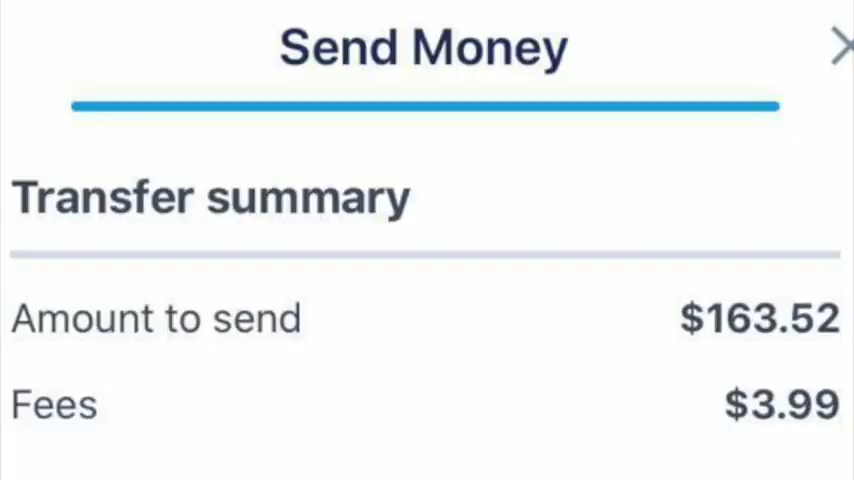 Send Money
Transfer summary
Amount to send $163.52
Fees $3.99